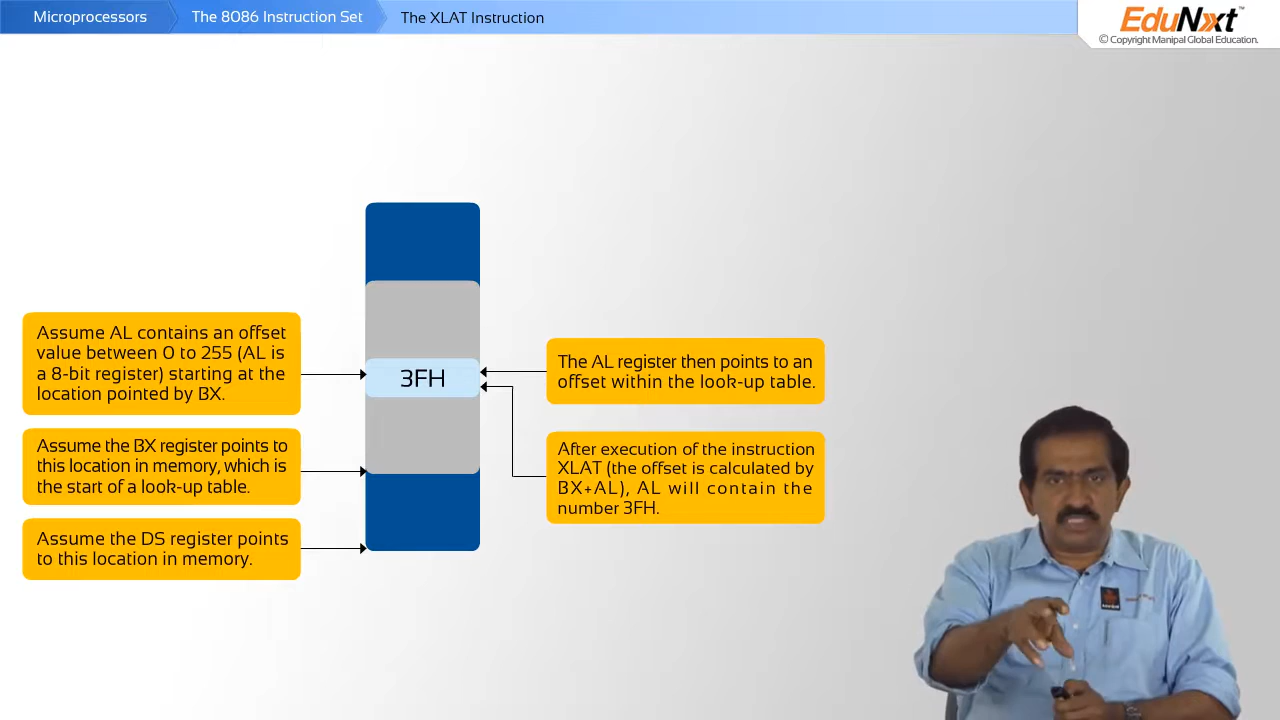 Microprocessors
The 8086 Instruction Set
The XLAT Instruction
EduNxt™
© Copyright Manipal Global Education.
Assume AL contains an offset
value between 0 to 255 (AL is
a 8-bit register) starting at the
location pointed by BX.
Assume the BX register points to
this location in memory, which is
the start of a look-up table.
Assume the DS register points
to this location in memory.
3FH
The AL register then points to an
offset within the look-up table.
After execution of the instruction
XLAT (the offset is calculated by
BX+AL), AL will contain the
number 3FH.